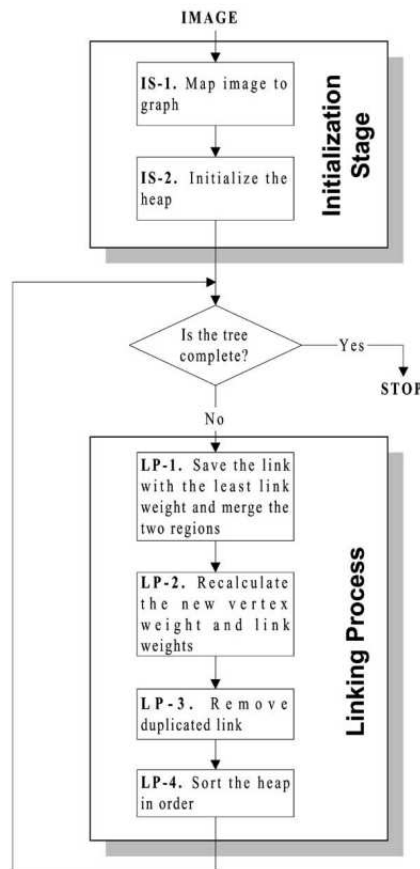 IMAGE
IS-1. Map image to
graph
IS-2. Initialize the
heap
Initialization
Stage
Is the tree
complete?
Yes
STOP
No
LP-1. Save the link
with the least link
weight and merge the
two regions
LP-2. Recalculate
the new vertex
weight and link
weights
LP-3. Remove
duplicated link
LP-4. Sort the heap
in order
Linking Process